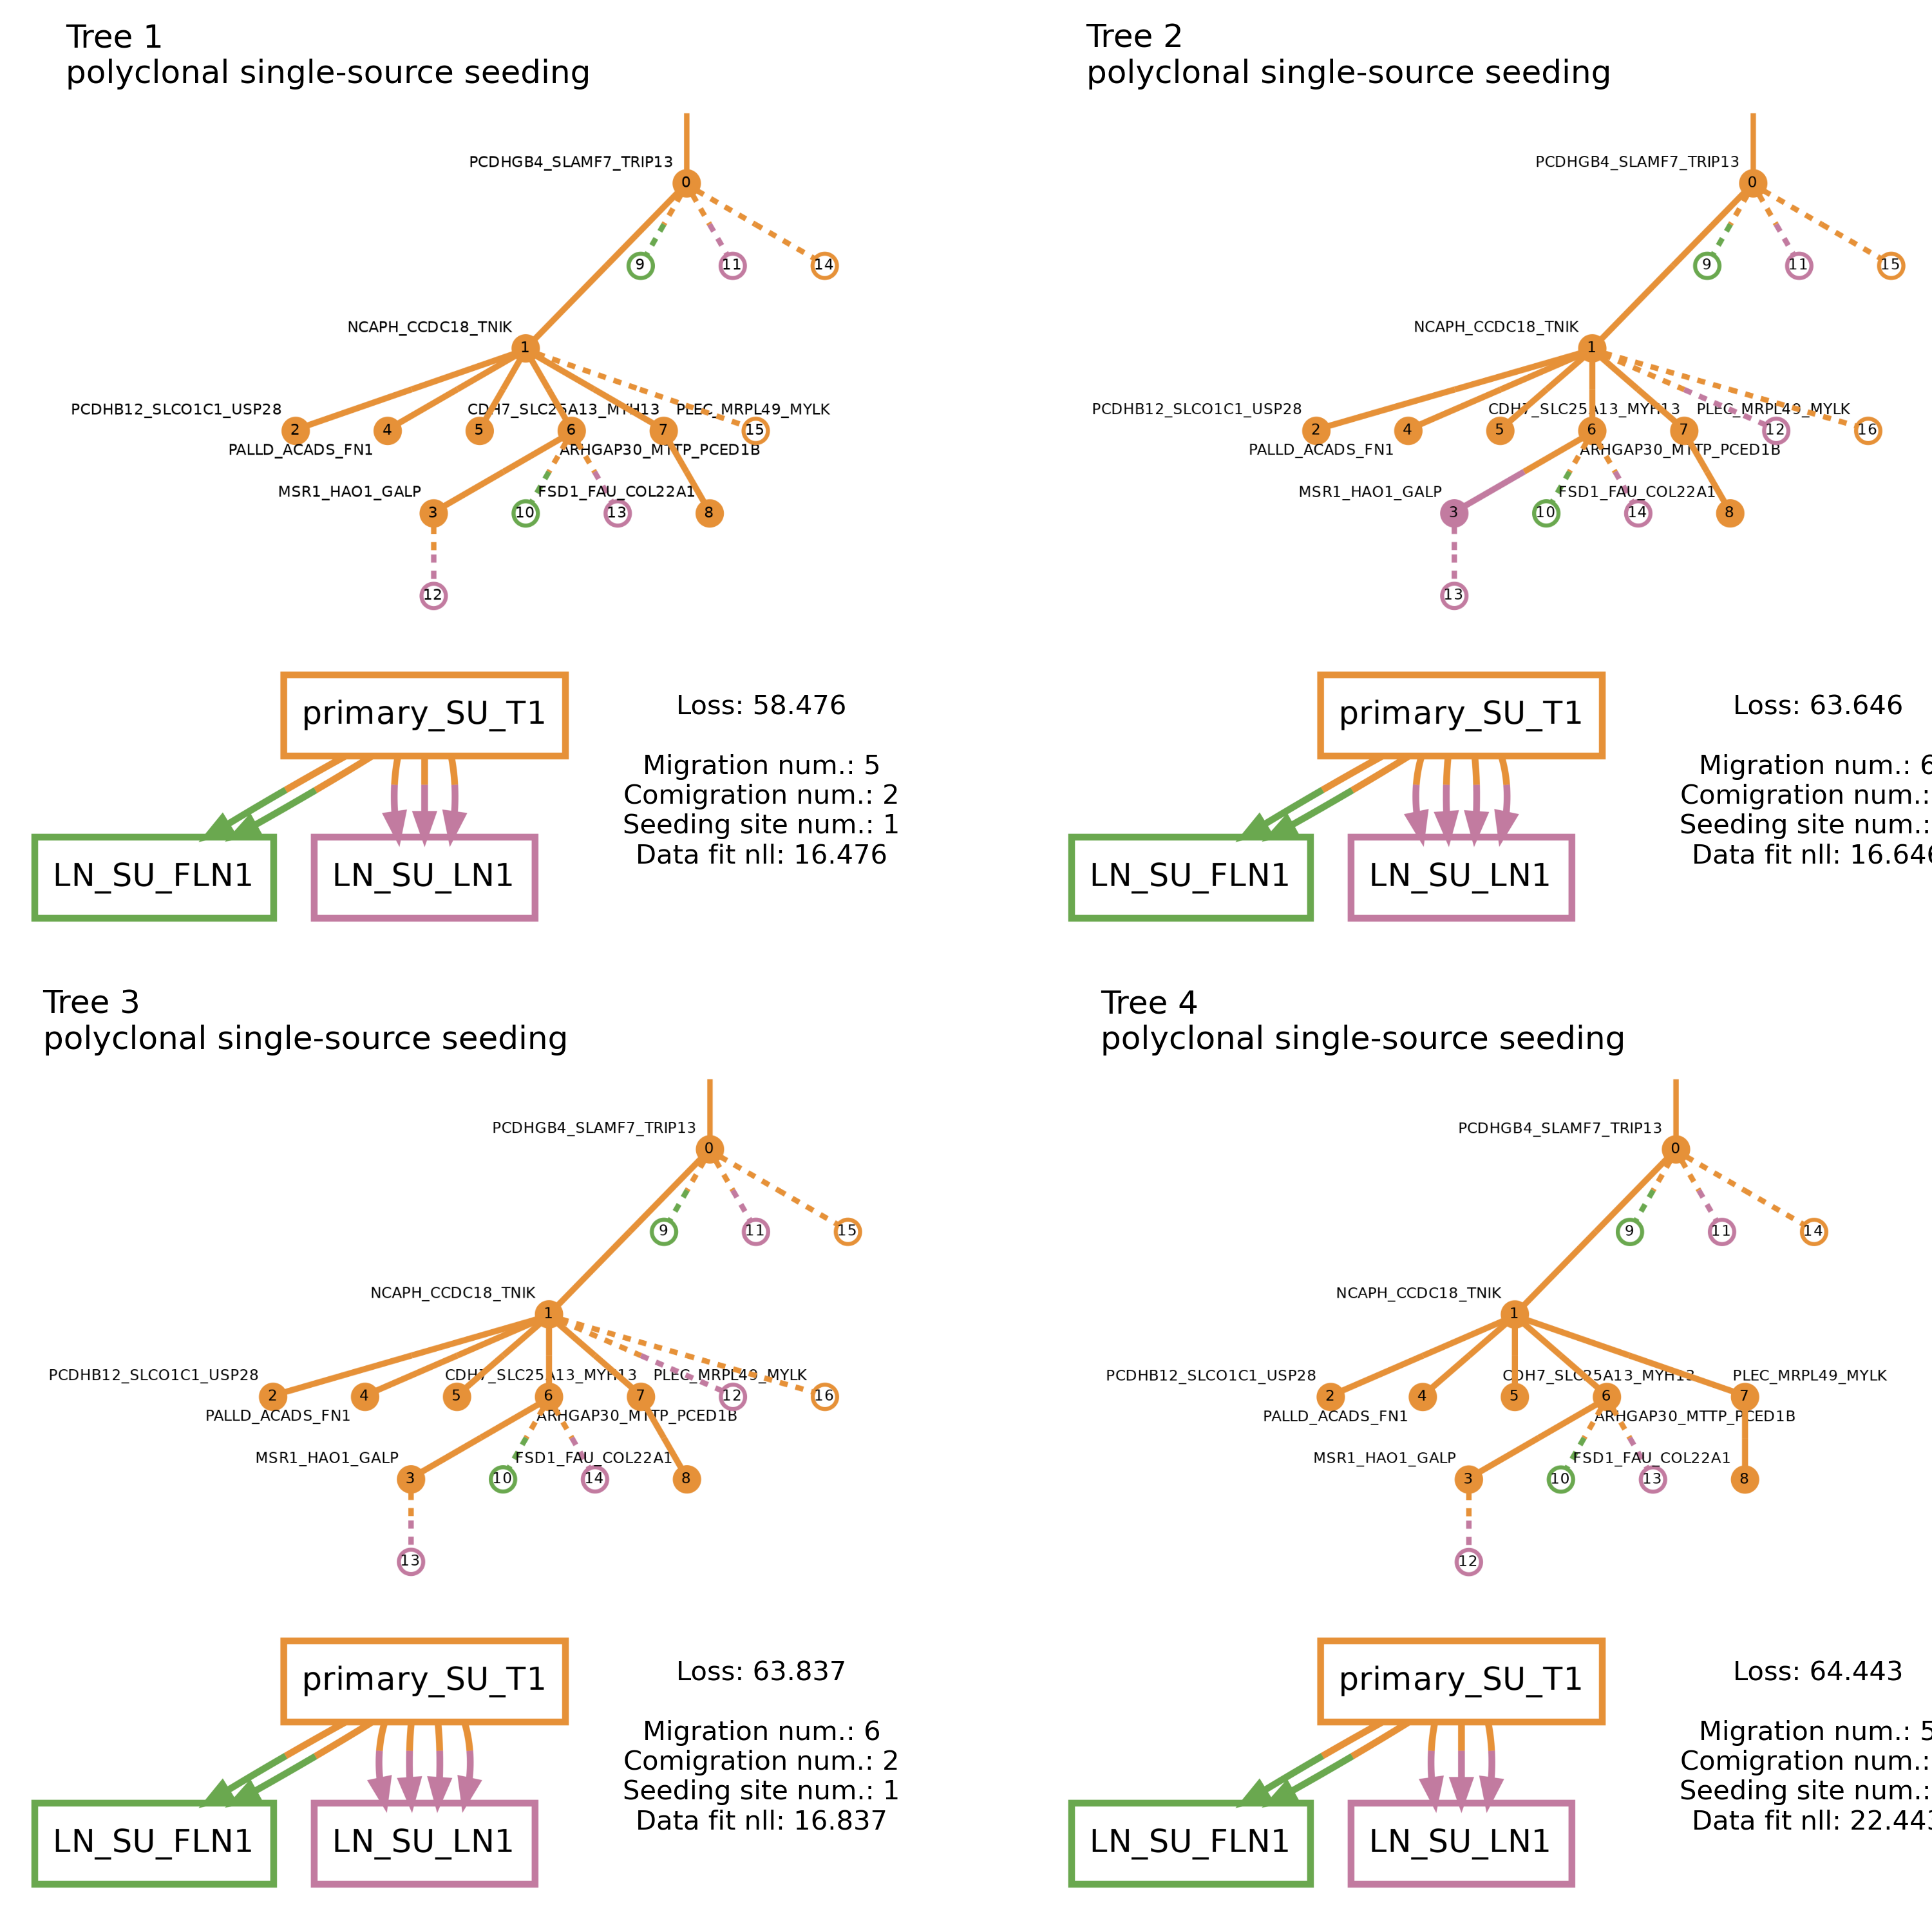 Tree 1
polyclonal single-source seeding
PCDHGB4_SLAMF7_TRIP13
0
9
11
14
NCAPH_CCDC18_TNIK
1
PCDHB12_SLCO1C1_USP28
CDH7_SLC25A13_MYH13
PLEC_MRPL49_MYLK
2
4
5
6
7
15
PALLD_ACADS_FN1
ARHGAP30_MTTP_PCED1B
MSR1_HAO1_GALP
FSD1_FAU_COL22A1
3
10
13
8
12
primary_SU_T1
LN_SU_FLN1
LN_SU_LN1
Loss: 58.476
Migration num.: 5
Comigration num.: 2
Seeding site num.: 1
Data fit nll: 16.476
Tree 2
polyclonal single-source seeding
PCDHGB4_SLAMF7_TRIP13
0
9
11
15
NCAPH_CCDC18_TNIK
1
PCDHB12_SLCO1C1_USP28
CDH7_SLC25A13_MYH13
PLEC_MRPL49_MYLK
2
4
5
6
7
12
16
PALLD_ACADS_FN1
ARHGAP30_MTTP_PCED1B
MSR1_HAO1_GALP
FSD1_FAU_COL22A1
3
10
14
8
13
primary_SU_T1
LN_SU_FLN1
LN_SU_LN1
Loss: 63.646
Migration num.: 6
Comigration num.:
Seeding site num.:
Data fit nll: 16.646
Tree 3
polyclonal single-source seeding
PCDHGB4_SLAMF7_TRIP13
0
9
11
15
NCAPH_CCDC18_TNIK
1
PCDHB12_SLCO1C1_USP28
CDH7_SLC25A13_MYH13
PLEC_MRPL49_MYLK
2
4
5
6
7
12
16
PALLD_ACADS_FN1
ARHGAP30_MTTP_PCED1B
MSR1_HAO1_GALP
FSD1_FAU_COL22A1
3
10
14
8
13
primary_SU_T1
LN_SU_FLN1
LN_SU_LN1
Loss: 63.837
Migration num.: 6
Comigration num.: 2
Seeding site num.: 1
Data fit nll: 16.837
Tree 4
polyclonal single-source seeding
PCDHGB4_SLAMF7_TRIP13
0
9
11
14
NCAPH_CCDC18_TNIK
1
PCDHB12_SLCO1C1_USP28
CDH7_SLC25A13_MYH13
PLEC_MRPL49_MYLK
2
4
5
6
7
PALLD_ACADS_FN1
ARHGAP30_MTTP_PCED1B
MSR1_HAO1_GALP
FSD1_FAU_COL22A1
3
10
13
8
12
primary_SU_T1
LN_SU_FLN1
LN_SU_LN1
Loss: 64.443
Migration num.: 5
Comigration num.:
Seeding site num.:
Data fit nll: 22.443